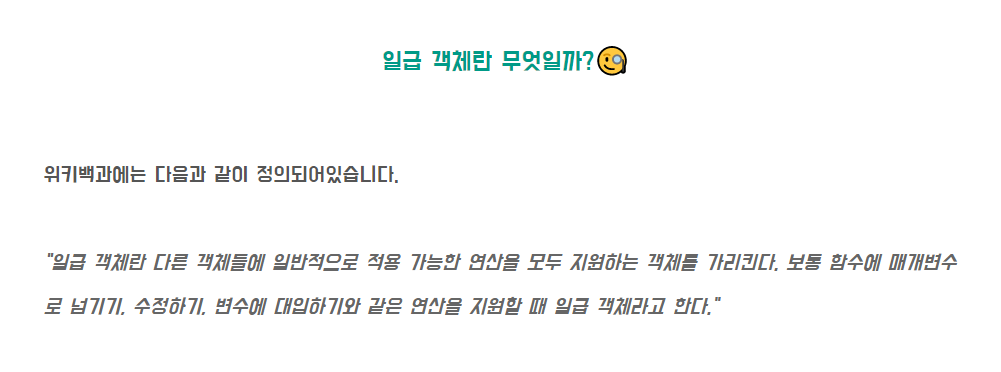 일급 객체란 무엇일까?🧐
위키백과에는 다음과 같이 정의되어있습니다.
"일급 객체란 다른 객체들에 일반적으로 적용 가능한 연산을 모두 지원하는 객체를 가리킨다. 보통 함수에 매개변수
로 넘기기, 수정하기, 변수에 대입하기와 같은 연산을 지원할 때 일급 객체라고 한다."